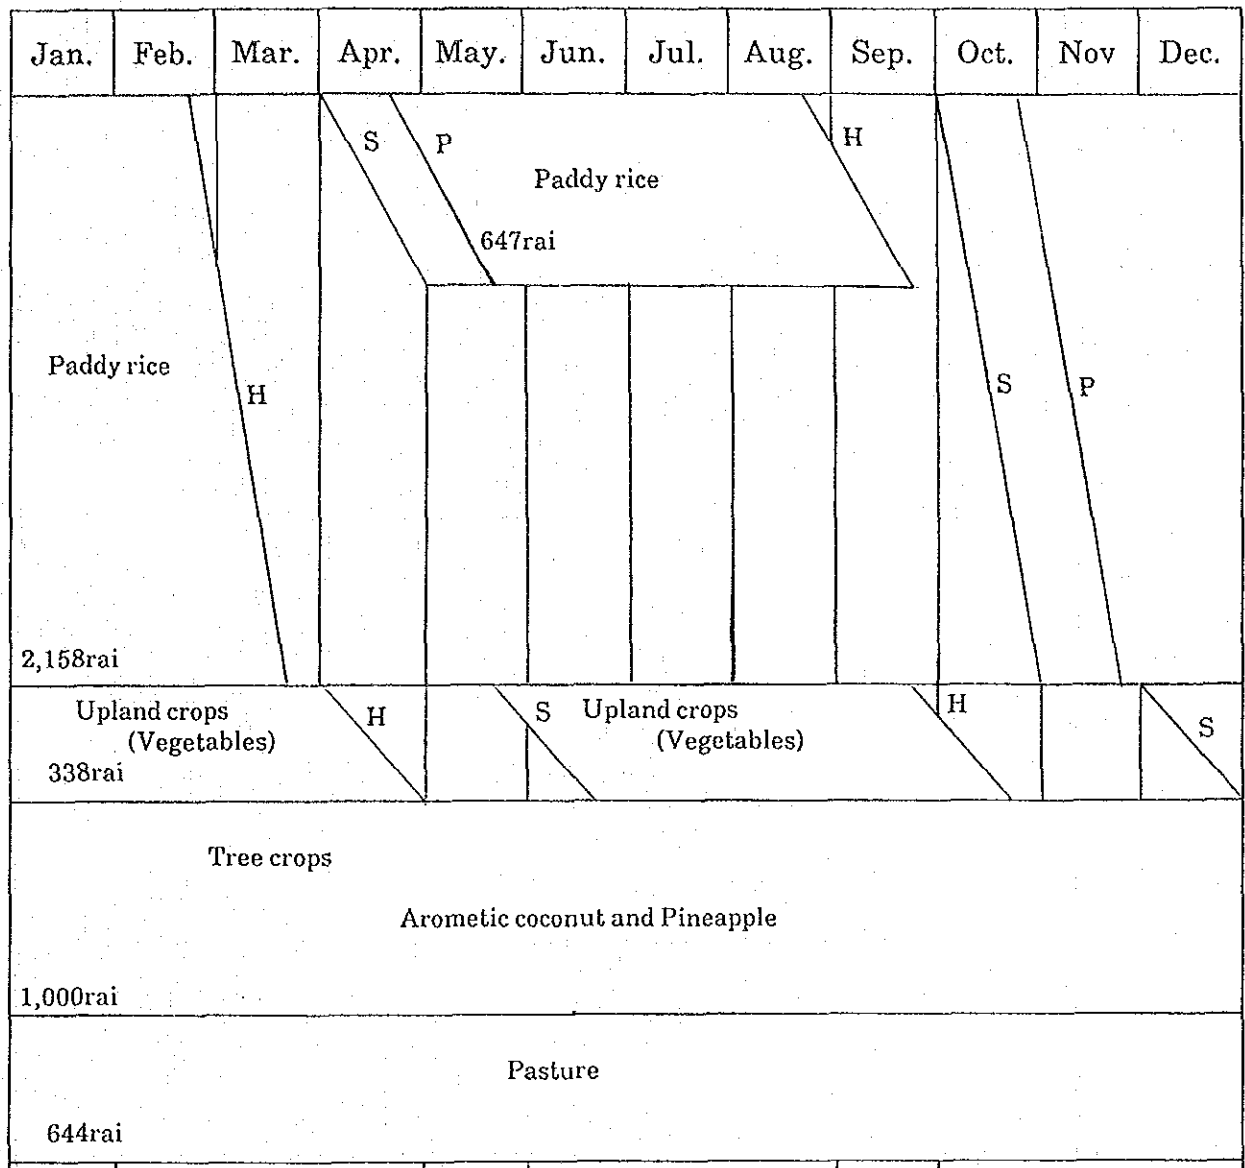 Jan. Feb. Mar. Apr. May. Jun. Jul. Aug. Sep. Oct. Nov Dec.
S P H
Paddy rice
647rai
Paddy rice
H
S P
2,158rai
Upland crops
(Vegetables)
338rai
H
S
Upland crops
(Vegetables)
H
S
Tree crops
Arometic coconut and Pineapple
1,000rai
Pasture
644rai